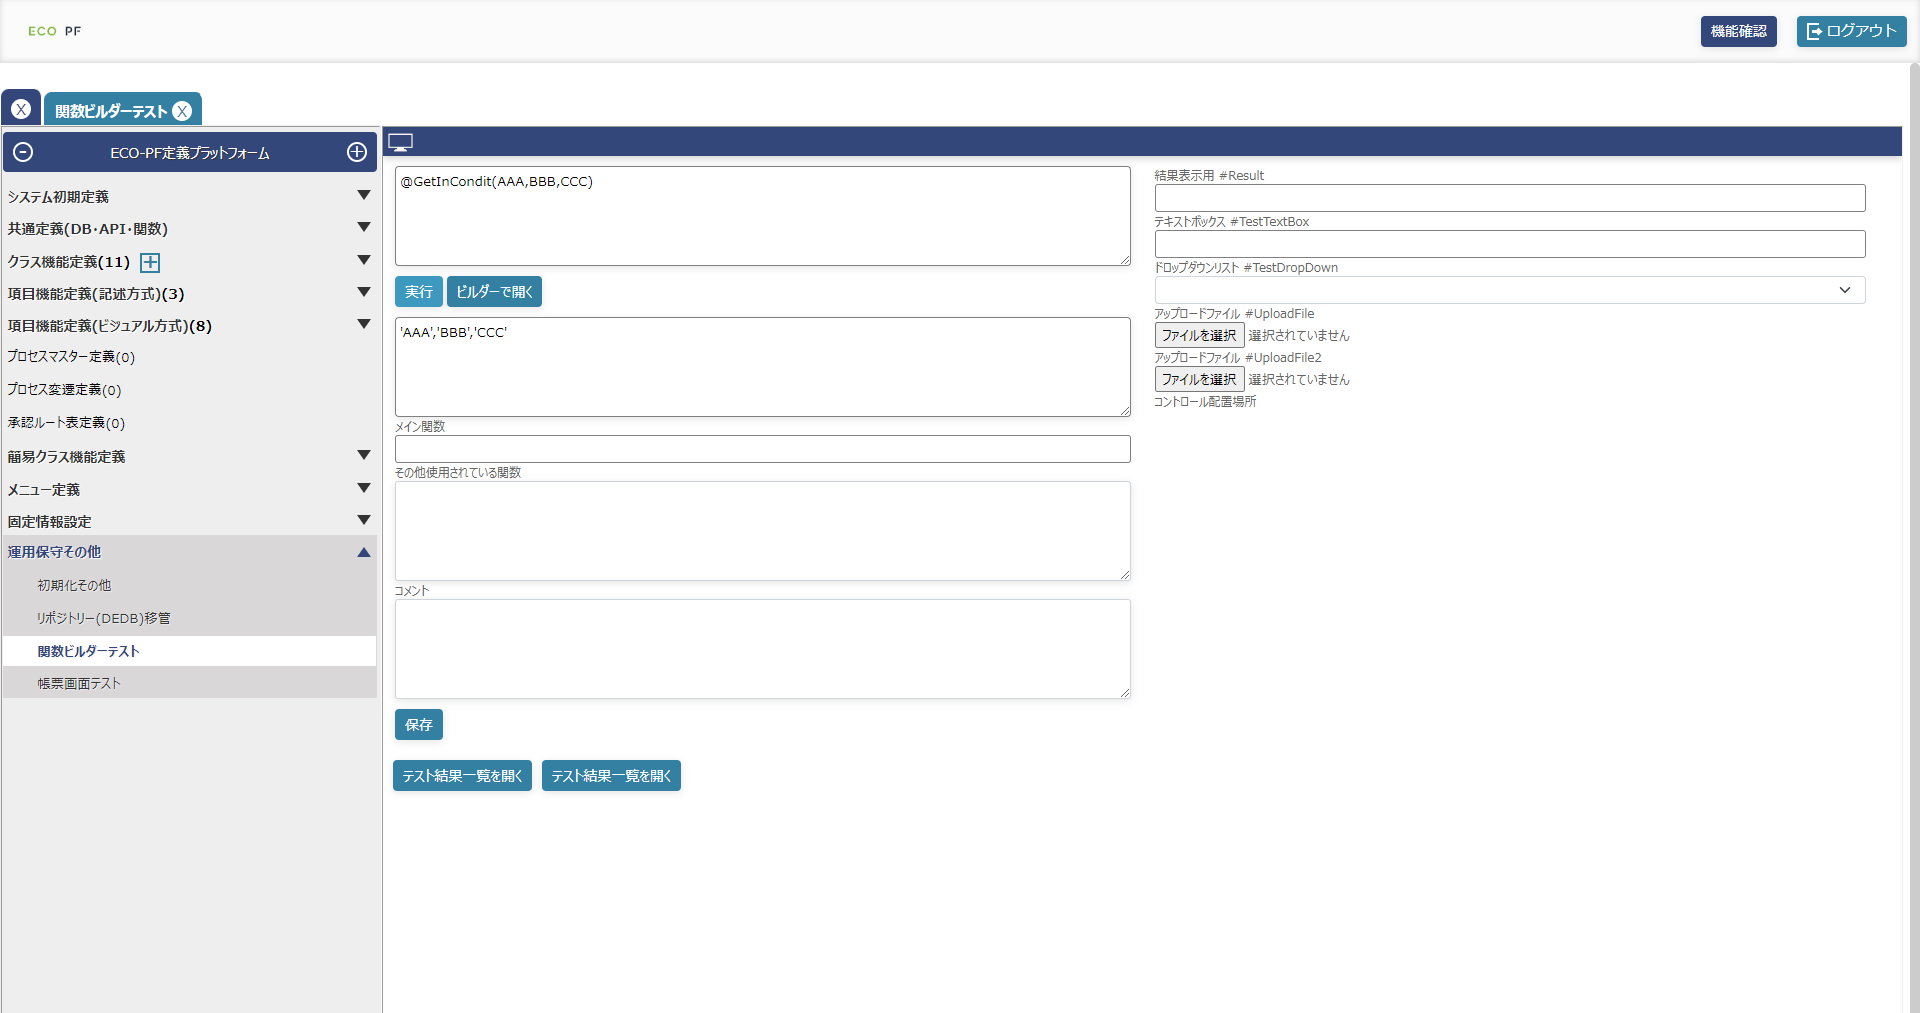 ECO PF
機能確認
ログアウト
X
関数ビルダーテスト X
ECO-PF定義プラットフォーム
システム初期定義
共通定義(DB・API・関数)
クラス機能定義(11)
項目機能定義(記述方式)(3)
項目機能定義(ビジュアル方式)(8)
プロセスマスター定義(0)
プロセス変遷定義(0)
承認ルート表定義(0)
簡易クラス機能定義
メニュー定義
固定情報設定
運用保守その他
初期化その他
リポジトリー(DEDB)移管
関数ビルダーテスト
帳票画面テスト
@GetInCondit(AAA,BBB,CCC)
実行
ビルダーで開く
'AAA','BBB','CCC'
メイン関数
その他使用されている関数
コメント
保存
テスト結果一覧を開く
テスト結果一覧を開く
結果表示用 #Result
テキストボックス #TestTextBox
ドロップダウンリスト #TestDropDown
アップロードファイル #UploadFile
ファイルを選択 選択されていません
アップロードファイル #UploadFile2
ファイルを選択 選択されていません
コントロール配置場所